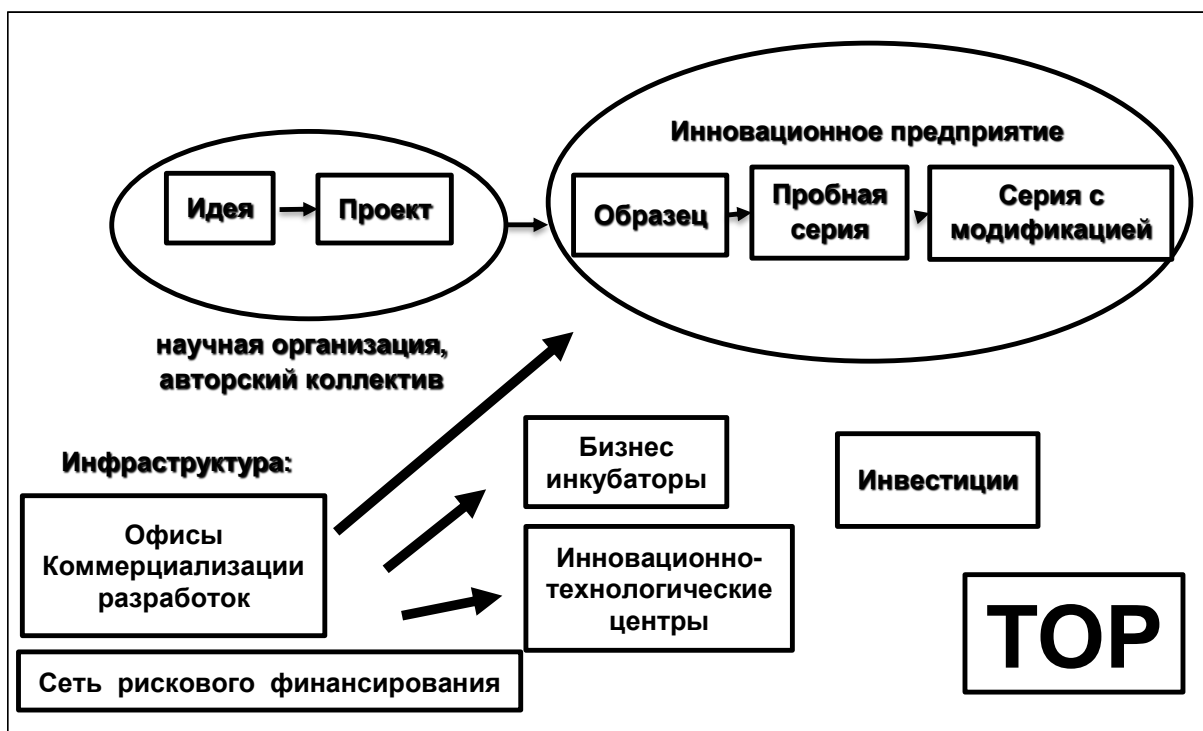 Инновационное предприятие
Идея
Проект
Образец
Пробная
серия
Серия с
модификацией
научная организация,
авторский коллектив
Инфраструктура:
Офисы
Коммерциализации
разработок
Бизнес
инкубаторы
Инвестиции
Инновационно-
технологические
центры
Сеть рискового финансирования
ТОР